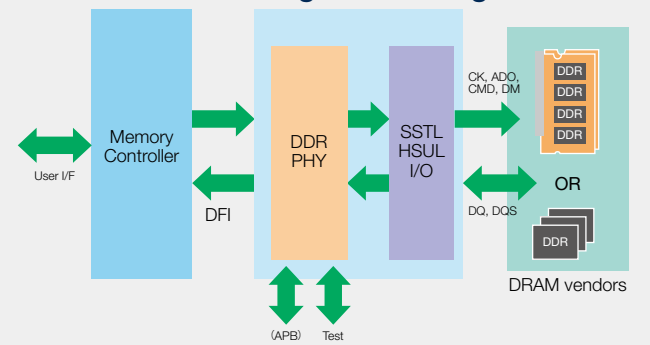 User I/F
Memory
Controller
DFI
DDR
PHY
SSTL
HSUL
I/O
(APB)
Test
CK, ADO,
CMD, DM
DQ, DQS
DDR
DDR
DDR
DDR
OR
DDR
DRAM vendors